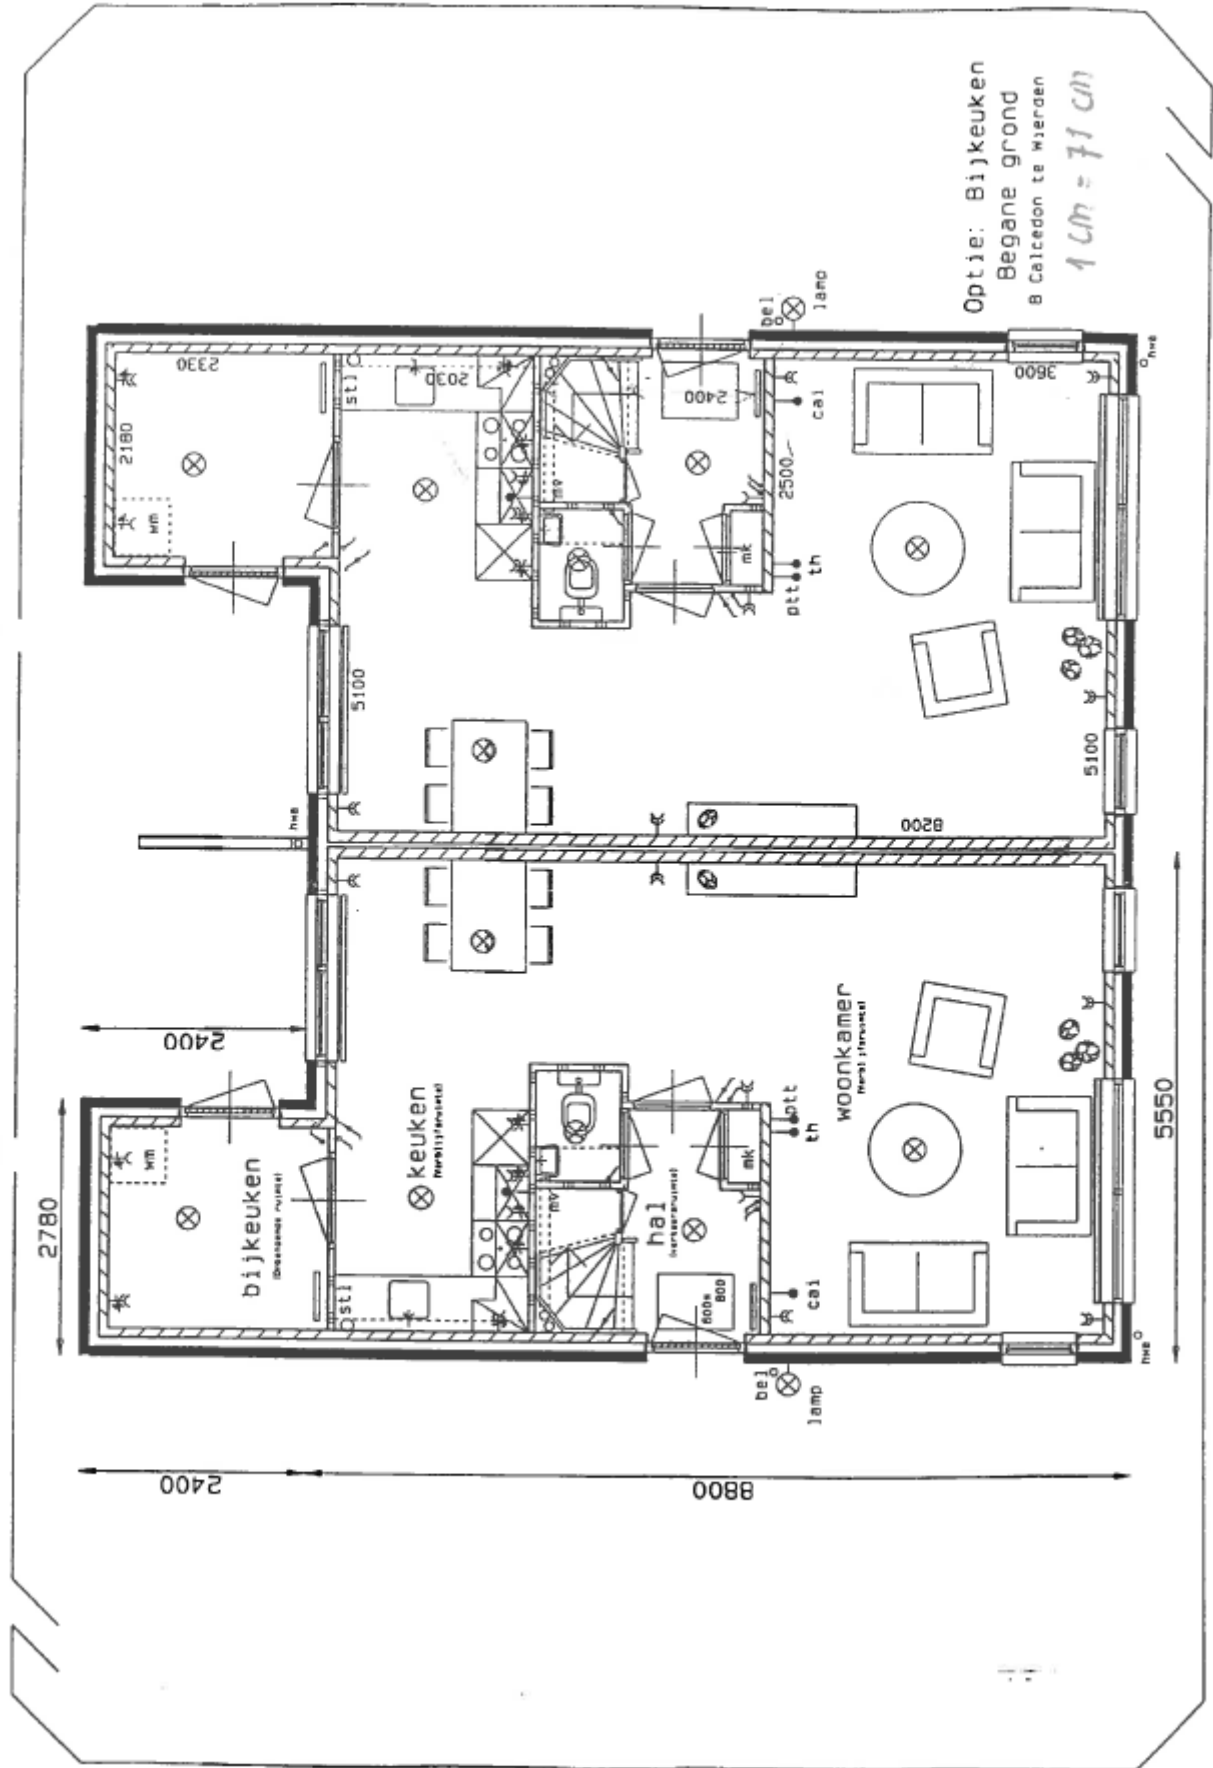 Optie: Bijkeuken
Begane grond
8 Calcedon te Wierden
1 cm = 71 cm
2330
2180
wm
stl
2030
mv
2400
2500
mk
cai
ptt
th
bel
lamp
3600
hwa
5100
5100
8200
hwa
2400
2780
wm
bijkeuken
stl
keuken
mv
hal
mk
th
ptt
cai
woonkamer
bel
lamp
hwa
5550
2400
8800